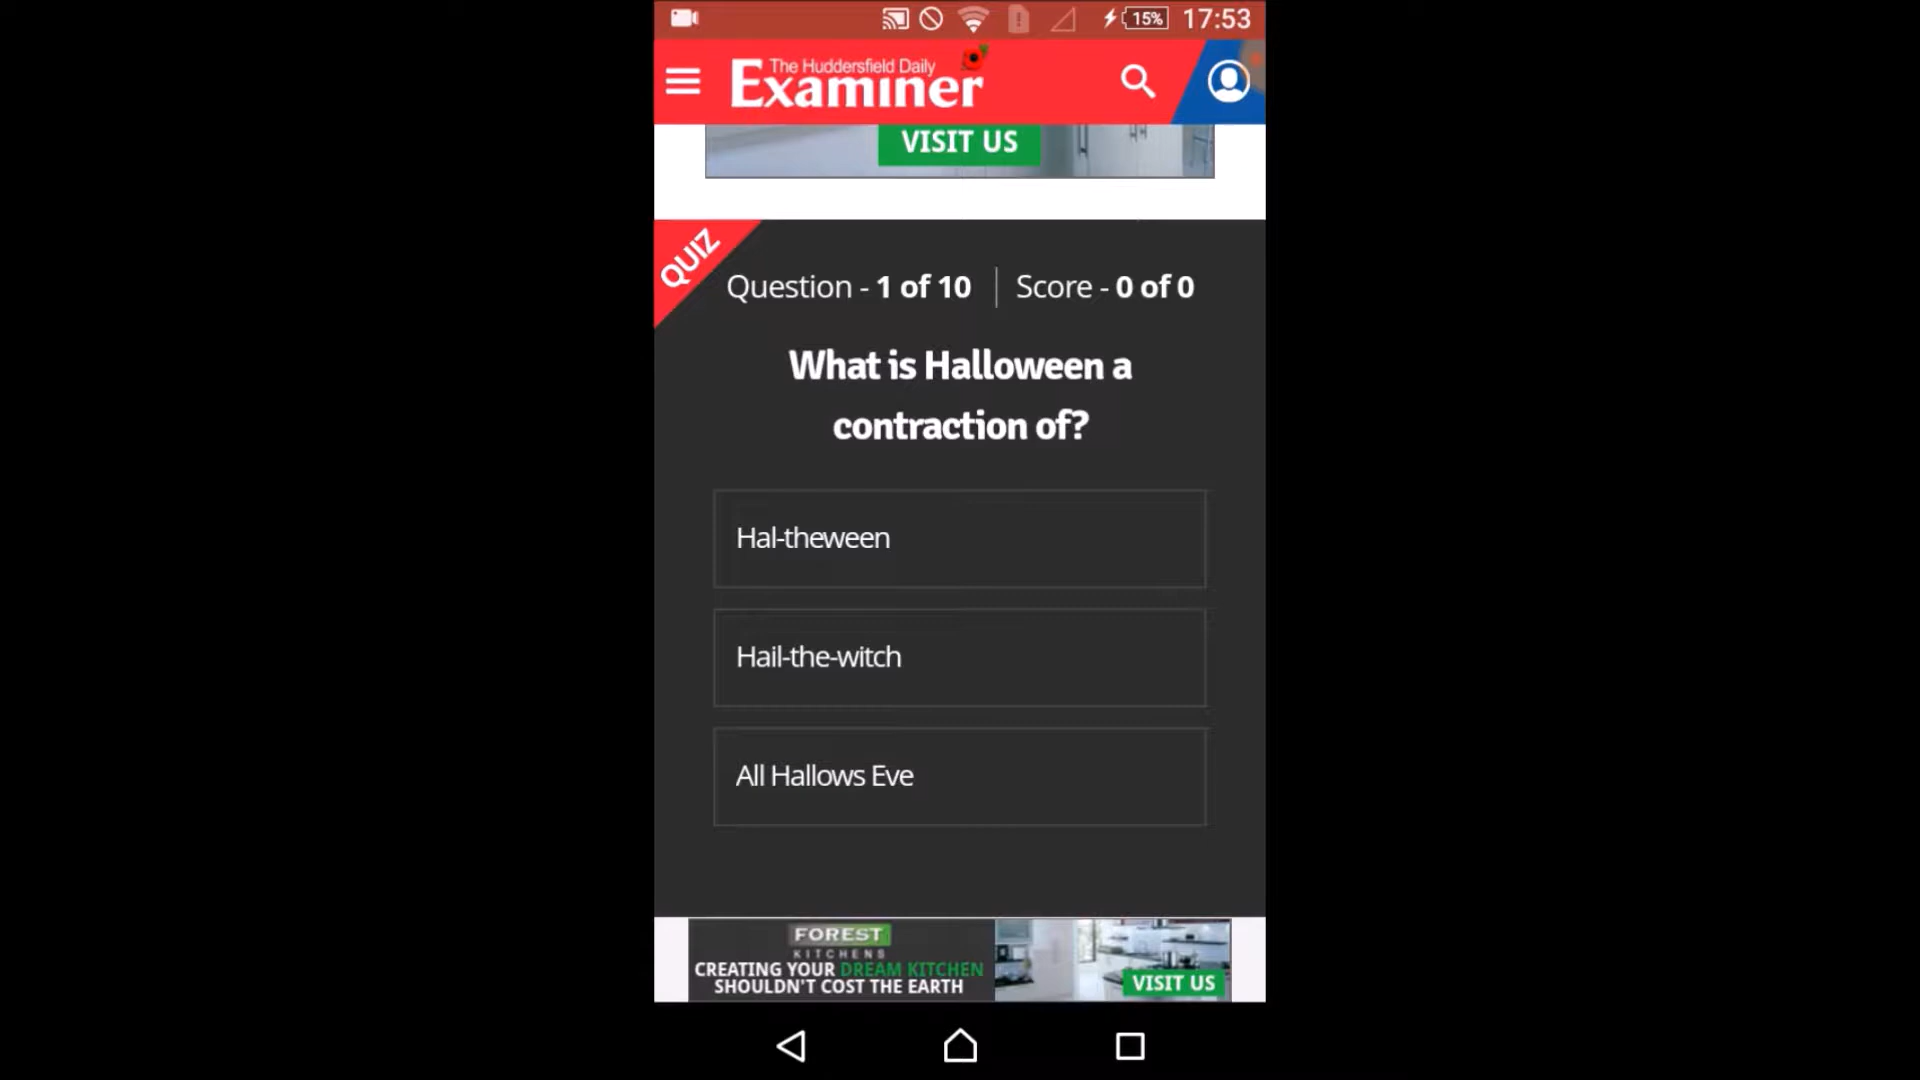 15% 17:53
The Huddersfield Daily
Examiner
VISIT US
QUIZ
Question - 1 of 10 Score - 0 of 0
What is Halloween a
contraction of?
Hal-theween
Hail-the-witch
All Hallows Eve
FOREST
KITCHENS
CREATING YOUR DREAM KITCHEN
SHOULDN'T COST THE EARTH
VISIT US